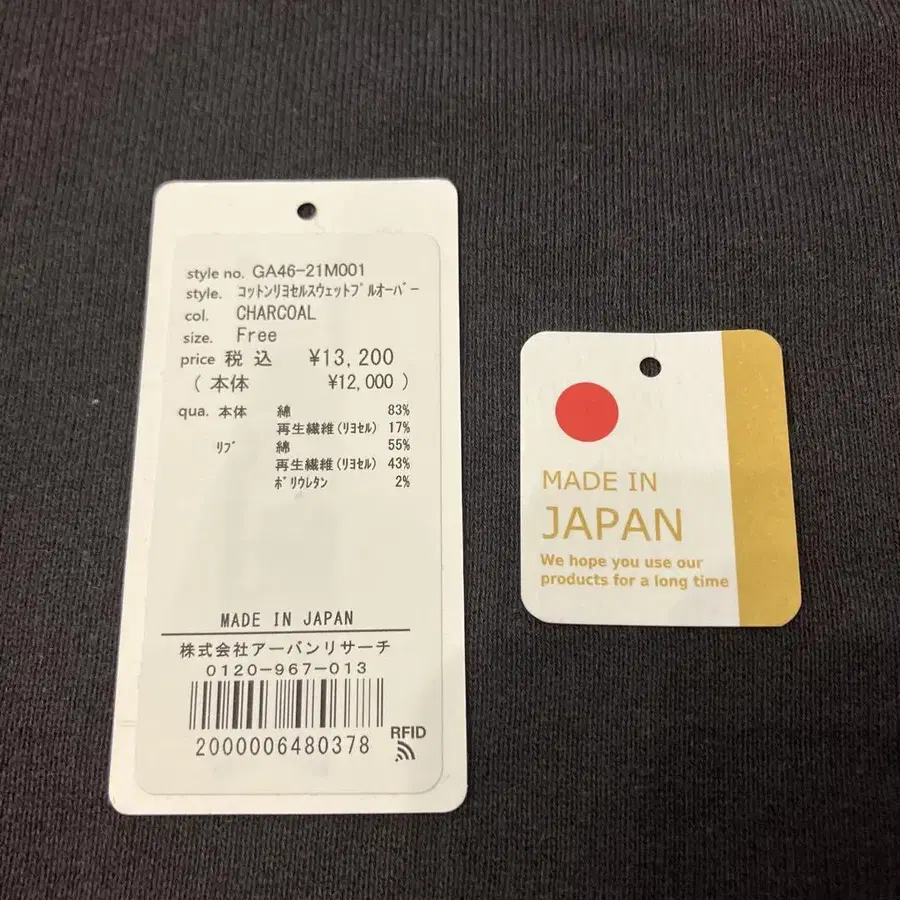 style no. GA46-21M001
style. ｺｯﾄﾝﾘﾖｾﾙｽｳｪｯﾄﾌﾟﾙｵｰﾊﾞｰ
col. CHARCOAL
size. Free
price 税込 ¥13,200
(本体 ¥12,000)
qua. 本体 綿 83%
再生繊維(ﾘﾖｾﾙ) 17%
ﾘﾌﾞ 綿 55%
再生繊維(ﾘﾖｾﾙ) 43%
ﾎﾟﾘｳﾚﾀﾝ 2%
MADE IN JAPAN
株式会社アーバンリサーチ
0120-967-013
RFID
2000006480378
MADE IN
JAPAN
We hope you use our
products for a long time